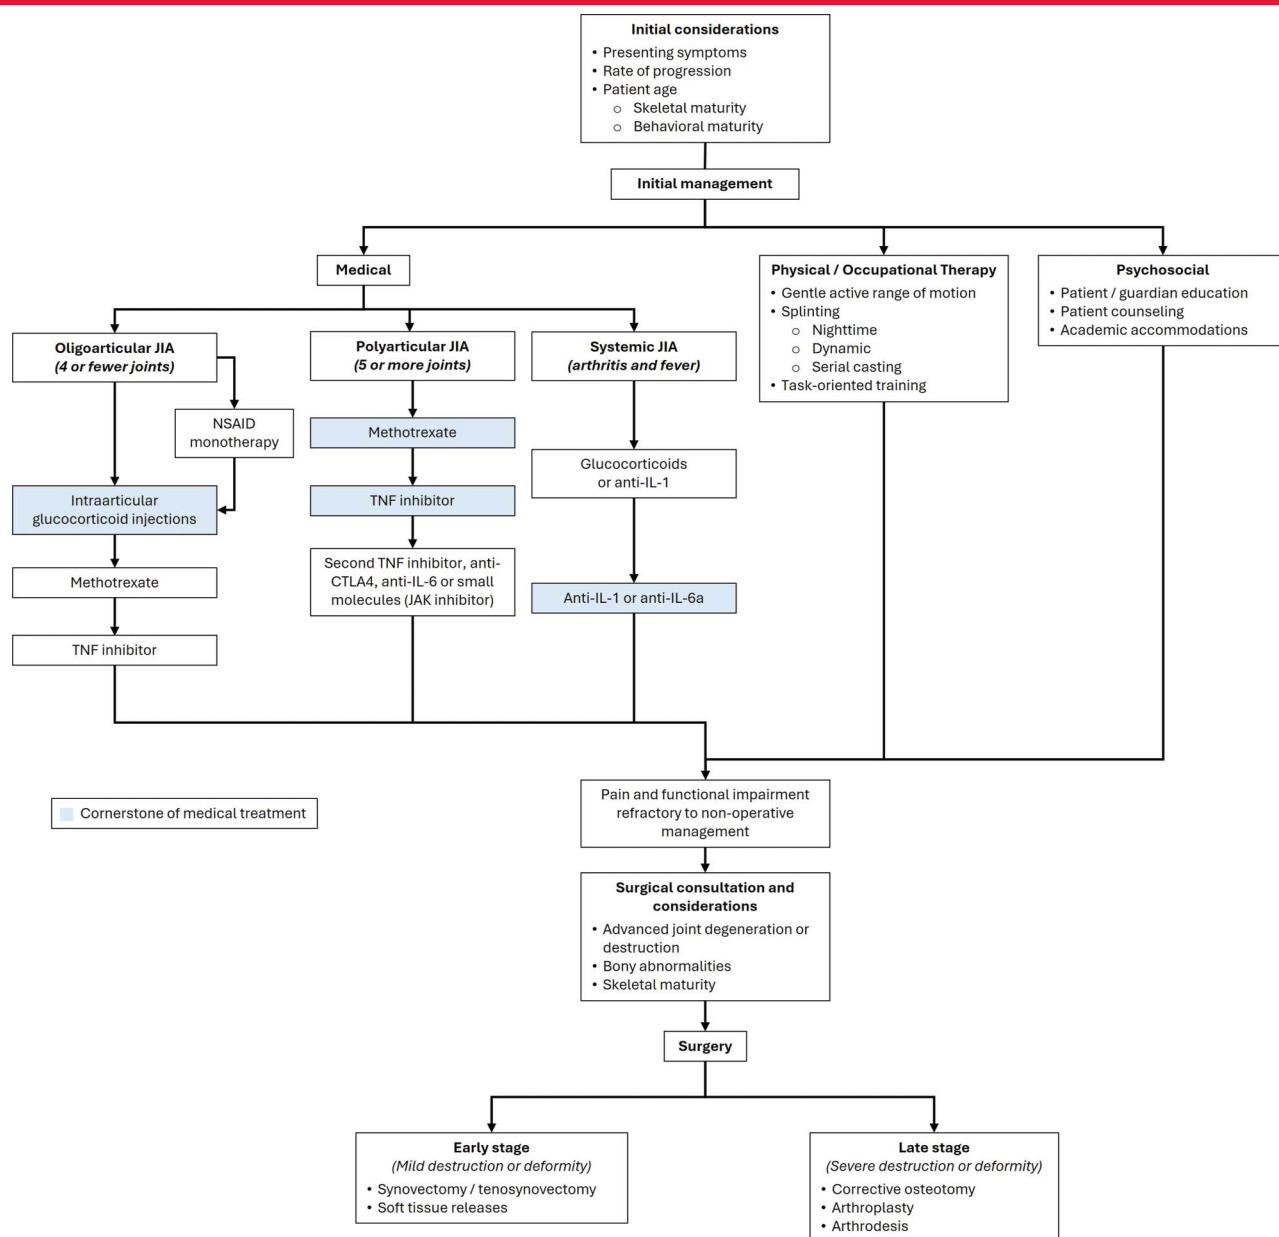 Initial considerations
• Presenting symptoms
• Rate of progression
• Patient age
o Skeletal maturity
o Behavioral maturity
Initial management
Medical
Physical / Occupational Therapy
• Gentle active range of motion
• Splinting
o Nighttime
o Dynamic
o Serial casting
• Task-oriented training
Psychosocial
• Patient / guardian education
• Patient counseling
• Academic accommodations
Oligoarticular JIA
(4 or fewer joints)
NSAID
monotherapy
Intraarticular
glucocorticoid injections
Methotrexate
TNF inhibitor
Polyarticular JIA
(5 or more joints)
Methotrexate
TNF inhibitor
Second TNF inhibitor, anti-
CTLA4, anti-IL-6 or small
molecules (JAK inhibitor)
Systemic JIA
(arthritis and fever)
Glucocorticoids
or anti-IL-1
Anti-IL-1 or anti-IL-6a
Cornerstone of medical treatment
Pain and functional impairment
refractory to non-operative
management
Surgical consultation and
considerations
• Advanced joint degeneration or
destruction
• Bony abnormalities
• Skeletal maturity
Surgery
Early stage
(Mild destruction or deformity)
• Synovectomy / tenosynovectomy
• Soft tissue releases
Late stage
(Severe destruction or deformity)
• Corrective osteotomy
• Arthroplasty
• Arthrodesis